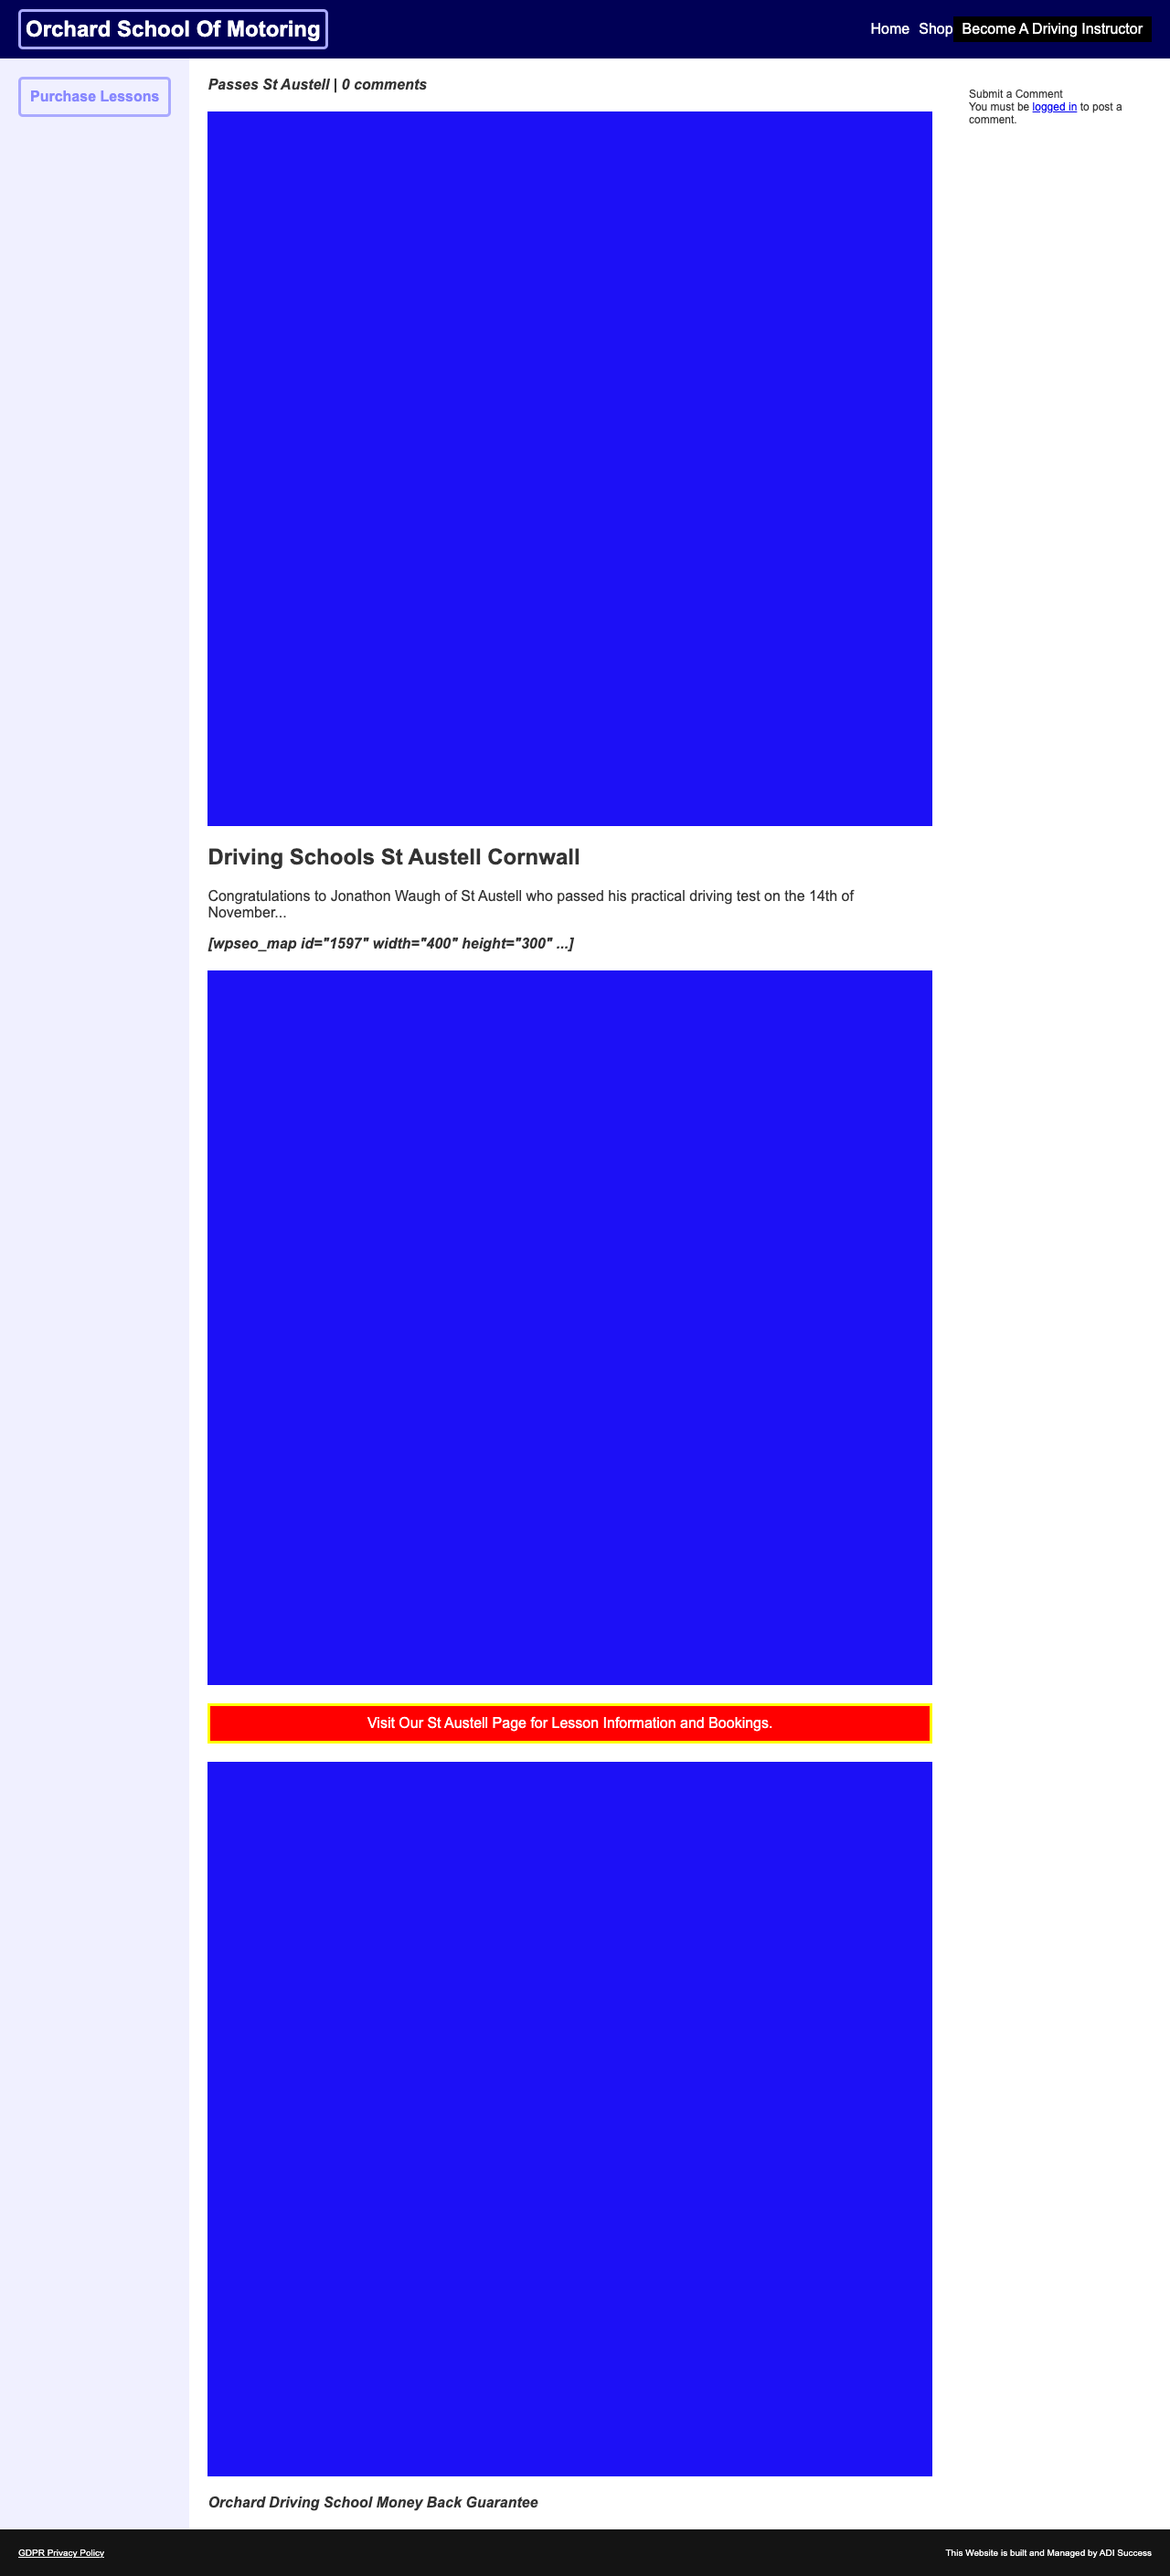 Orchard School Of Motoring
Home Shop Become A Driving Instructor
Purchase Lessons
Passes St Austell | 0 comments
Driving Schools St Austell Cornwall
Congratulations to Jonathon Waugh of St Austell who passed his practical driving test on the 14th of
November...
[wpseo_map id="1597" width="400" height="300" ...]
Visit Our St Austell Page for Lesson Information and Bookings.
Orchard Driving School Money Back Guarantee
Submit a Comment
You must be logged in to post a
comment.
GDPR Privacy Policy
This Website is built and Managed by ADI Success